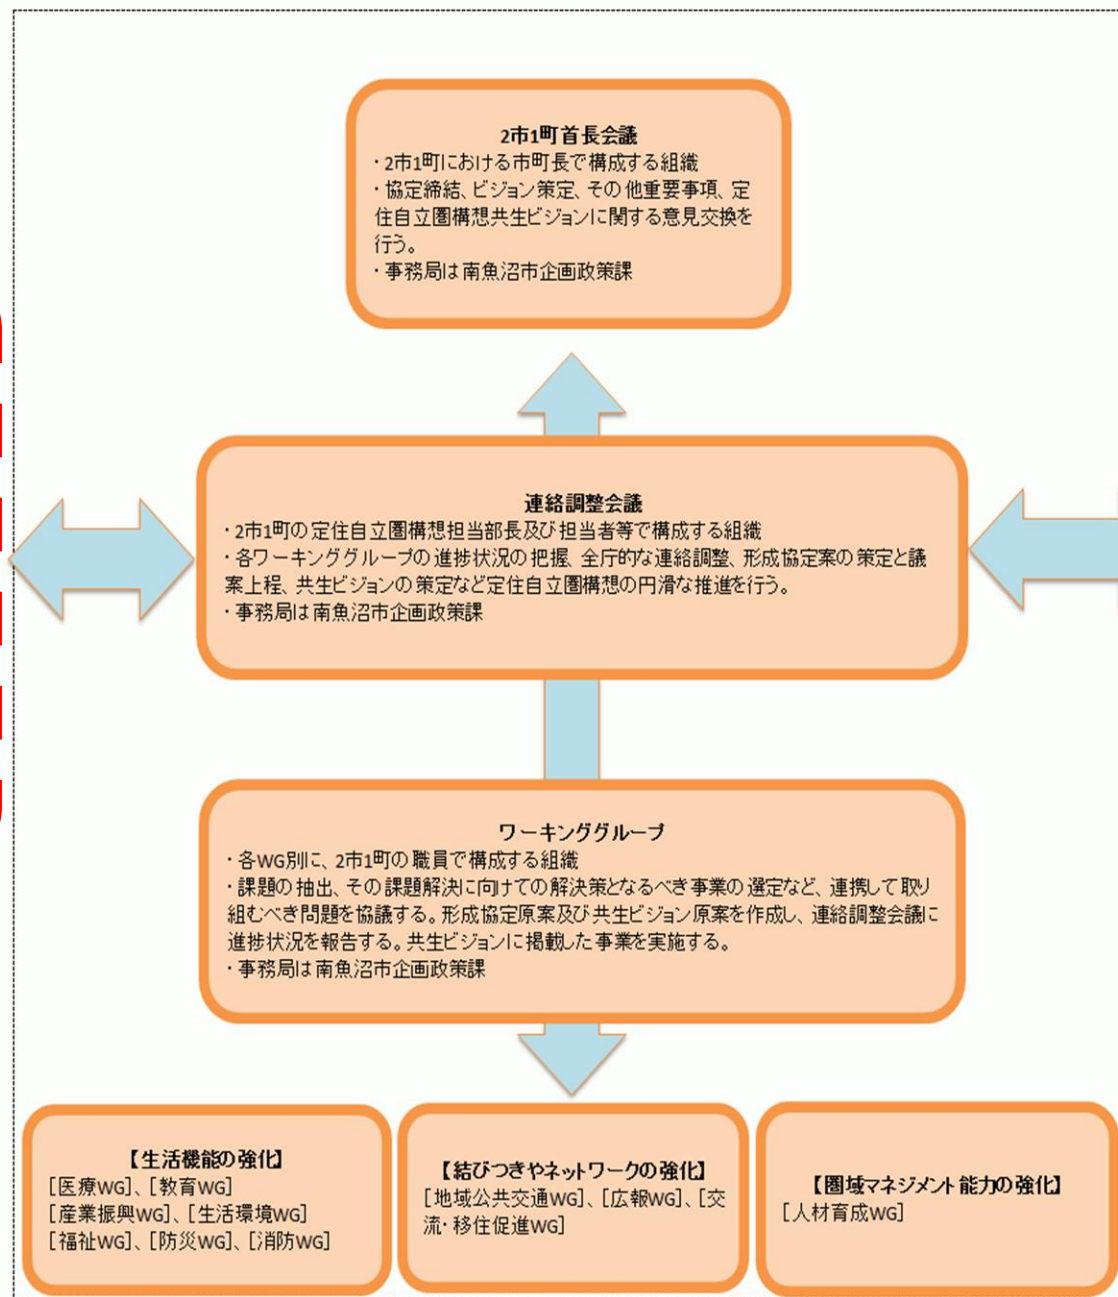 2市1町首長会議
・2市1町における市町長で構成する組織
・協定締結、ビジョン策定、その他重要事項、定
住自立圏構想共生ビジョンに関する意見交換を
行う。
・事務局は南魚沼市企画政策課
連絡調整会議
・2市1町の定住自立圏構想担当部長及び担当者等で構成する組織
・各ワーキンググループの進捗状況の把握、全庁的な連絡調整、形成協定案の策定と議
案上程、共生ビジョンの策定など定住自立圏構想の円滑な推進を行う。
・事務局は南魚沼市企画政策課
ワーキンググループ
・各WG別に、2市1町の職員で構成する組織
・課題の抽出、その課題解決に向けての解決策となるべき事業の選定など、連携して取り
組むべき問題を協議する。形成協定原案及び共生ビジョン原案を作成し、連絡調整会議に
進捗状況を報告する。共生ビジョンに掲載した事業を実施する。
・事務局は南魚沼市企画政策課
【生活機能の強化】
[医療WG]、[教育WG]
[産業振興WG]、[生活環境WG]
[福祉WG]、[防災WG]、[消防WG]
【結びつきやネットワークの強化】
[地域公共交通WG]、[広報WG]、[交
流・移住促進WG]
【圏域マネジメント能力の強化】
[人材育成WG]